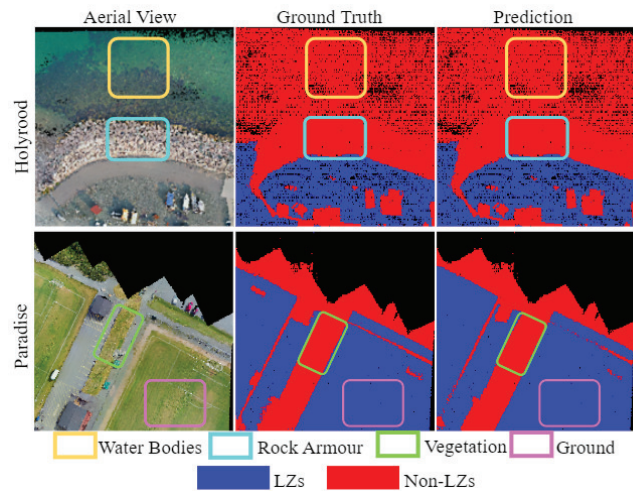 Aerial View Ground Truth Prediction
Holyrood
Paradise
Water Bodies Rock Armour Vegetation Ground
LZs Non-LZs